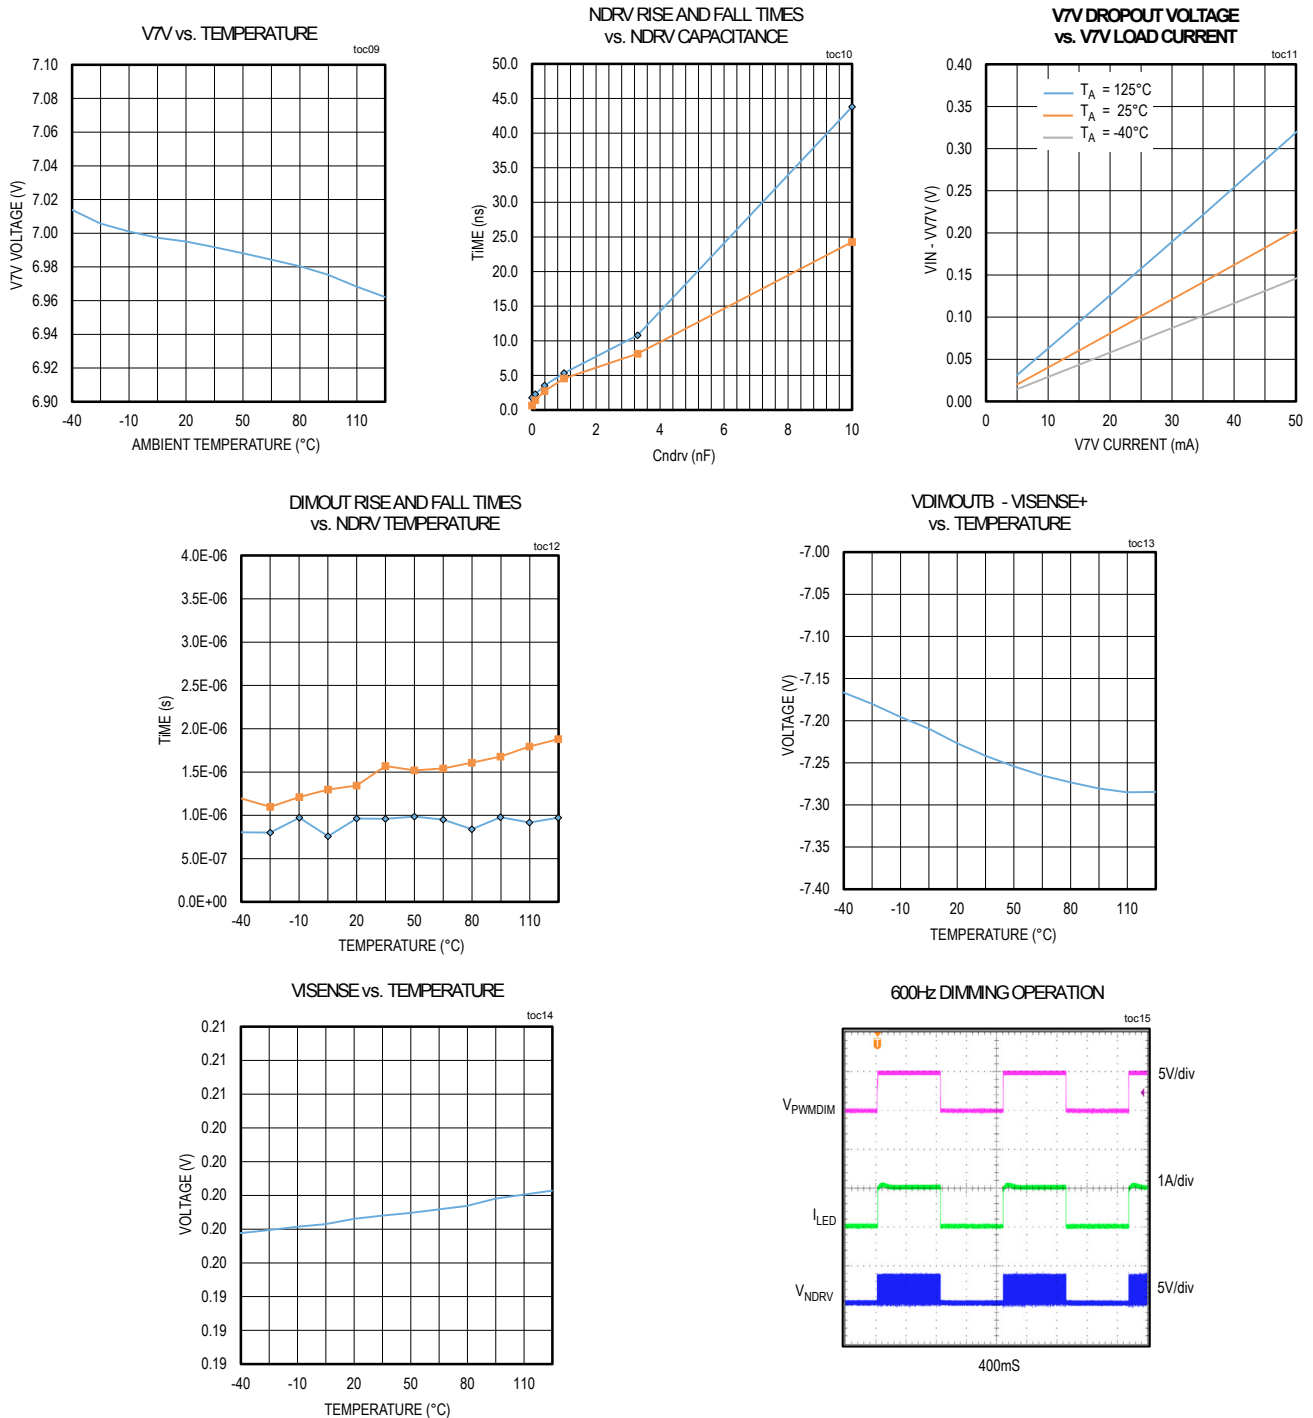 V7V vs. TEMPERATURE
toc09
7.10
7.08
7.06
7.04
7.02
7.00
6.98
6.96
6.94
6.92
6.90
V7V VOLTAGE (V)
-40
-10
20
50
80
110
AMBIENT TEMPERATURE (°C)
NDRV RISE AND FALL TIMES
vs. NDRV CAPACITANCE
toc10
50.0
45.0
40.0
35.0
30.0
25.0
20.0
15.0
10.0
5.0
0.0
TiME (ns)
0
2
4
6
8
10
Cndrv (nF)
V7V DROPOUT VOLTAGE
vs. V7V LOAD CURRENT
toc11
0.40
0.35
0.30
0.25
0.20
0.15
0.10
0.05
0.00
VIN - VV7V (V)
TA = 125°C
TA = 25°C
TA = -40°C
0
10
20
30
40
50
V7V CURRENT (mA)
DIMOUT RISE AND FALL TIMES
vs. NDRV TEMPERATURE
toc12
4.0E-06
3.5E-06
3.0E-06
2.5E-06
2.0E-06
1.5E-06
1.0E-06
5.0E-07
0.0E+00
TiME (s)
-40
-10
20
50
80
110
TEMPERATURE (°C)
VDIMOUTB - VISENSE+
vs. TEMPERATURE
toc13
-7.00
-7.05
-7.10
-7.15
-7.20
-7.25
-7.30
-7.35
-7.40
VOLTAGE (V)
-40
-10
20
50
80
110
TEMPERATURE (°C)
VISENSE vs. TEMPERATURE
toc14
0.21
0.21
0.21
0.20
0.20
0.20
0.20
0.20
0.19
0.19
0.19
VOLTAGE (V)
-40
-10
20
50
80
110
TEMPERATURE (°C)
600Hz DIMMING OPERATION
toc15
T
VPWMDIM
5V/div
ILED
1A/div
VNDRV
5V/div
400mS